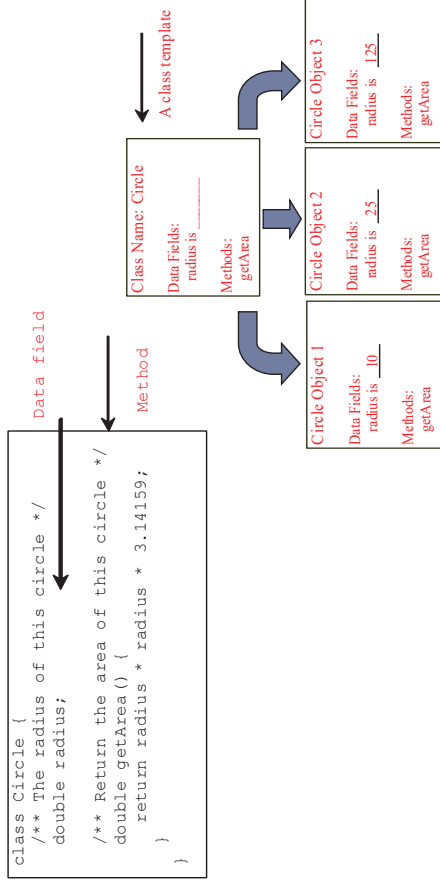 class Circle {
/** The radius of this circle */
double radius;
/** Return the area of this circle */
double getArea() {
return radius * radius * 3.14159;
}
}
Data field
Method
Class Name: Circle
Data Fields:
radius is _______
Methods:
getArea
A class template
Circle Object 1
Data Fields:
radius is 10
Methods:
getArea
Circle Object 2
Data Fields:
radius is 25
Methods:
getArea
Circle Object 3
Data Fields:
radius is 125
Methods:
getArea